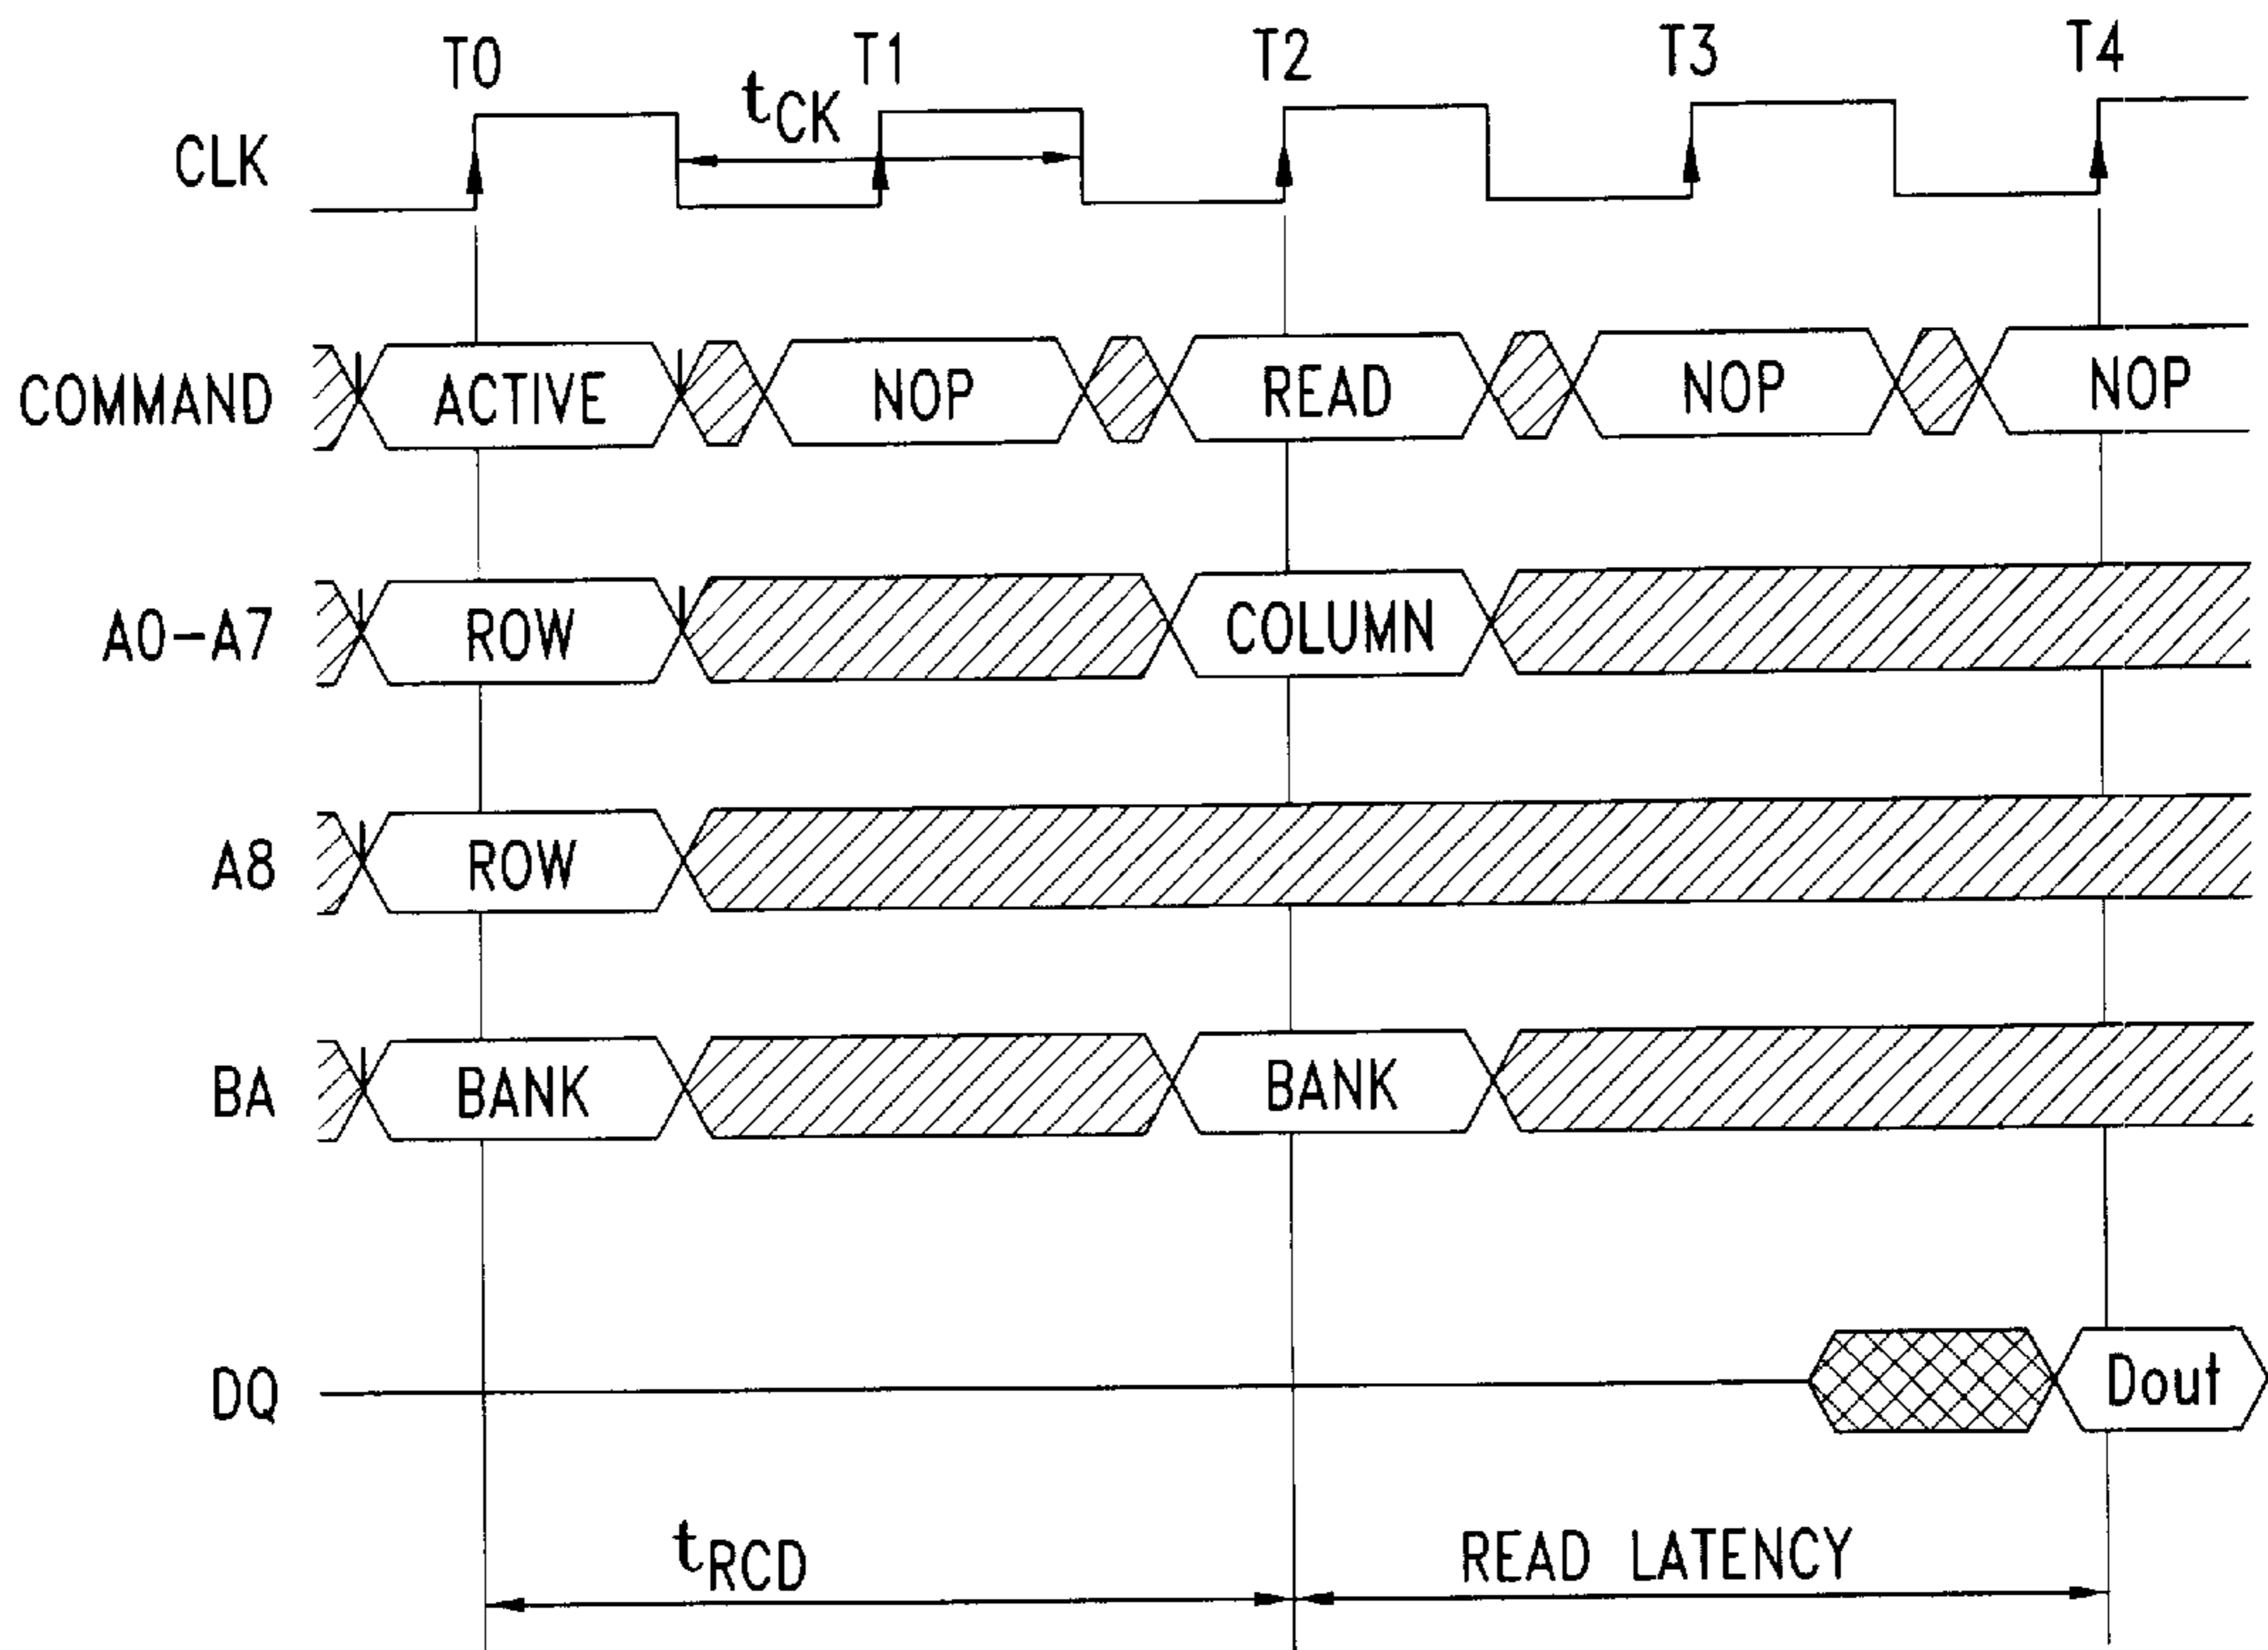 T0 T1 T2 T3 T4
tCK
CLK
COMMAND ACTIVE NOP READ NOP NOP
A0-A7 ROW COLUMN
A8 ROW
BA BANK BANK
DQ Dout
tRCD READ LATENCY